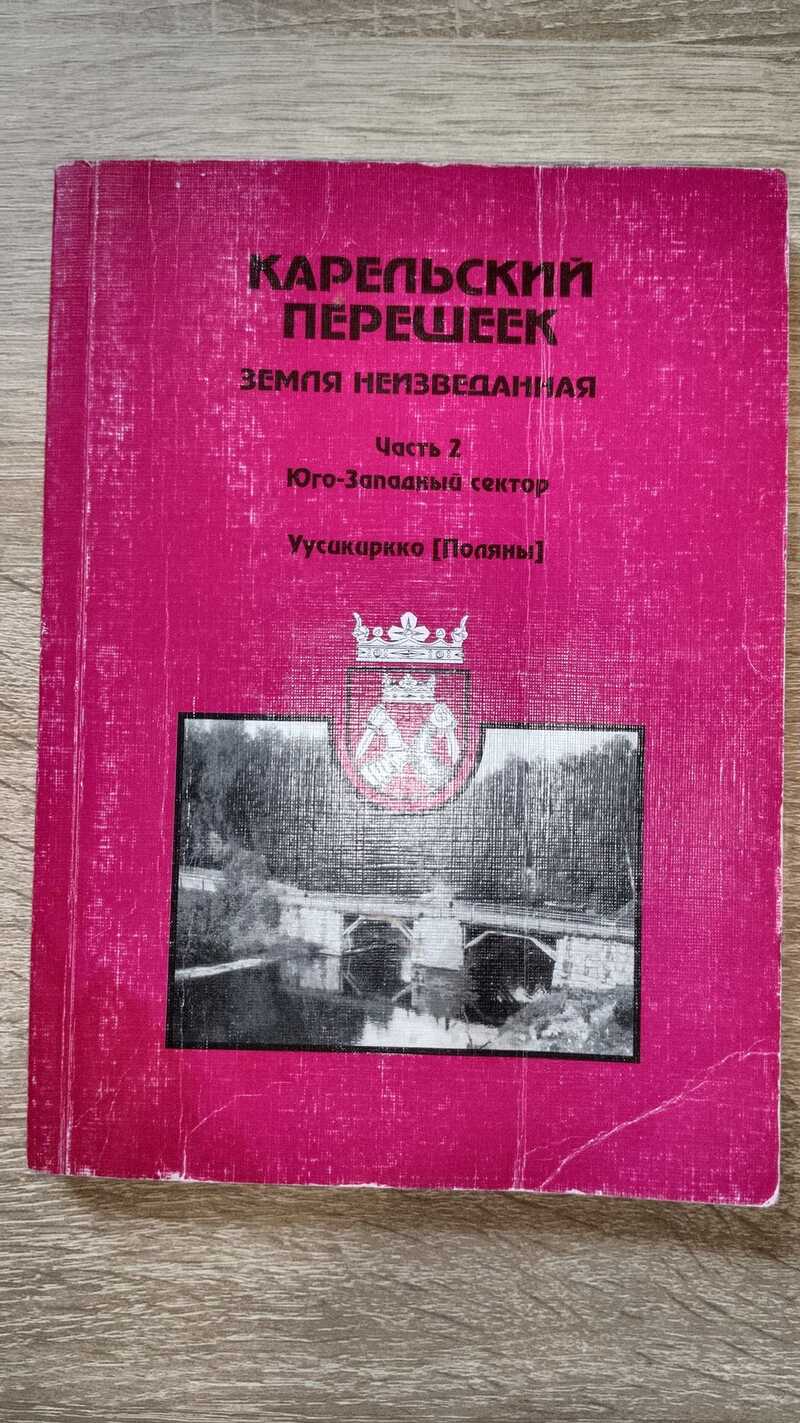 КАРЕЛЬСКИЙ
ПЕРЕШЕЕК
ЗЕМЛЯ НЕИЗВЕДАННАЯ
Часть 2
Юго-Западный сектор
Уусикиркко [Поляны]